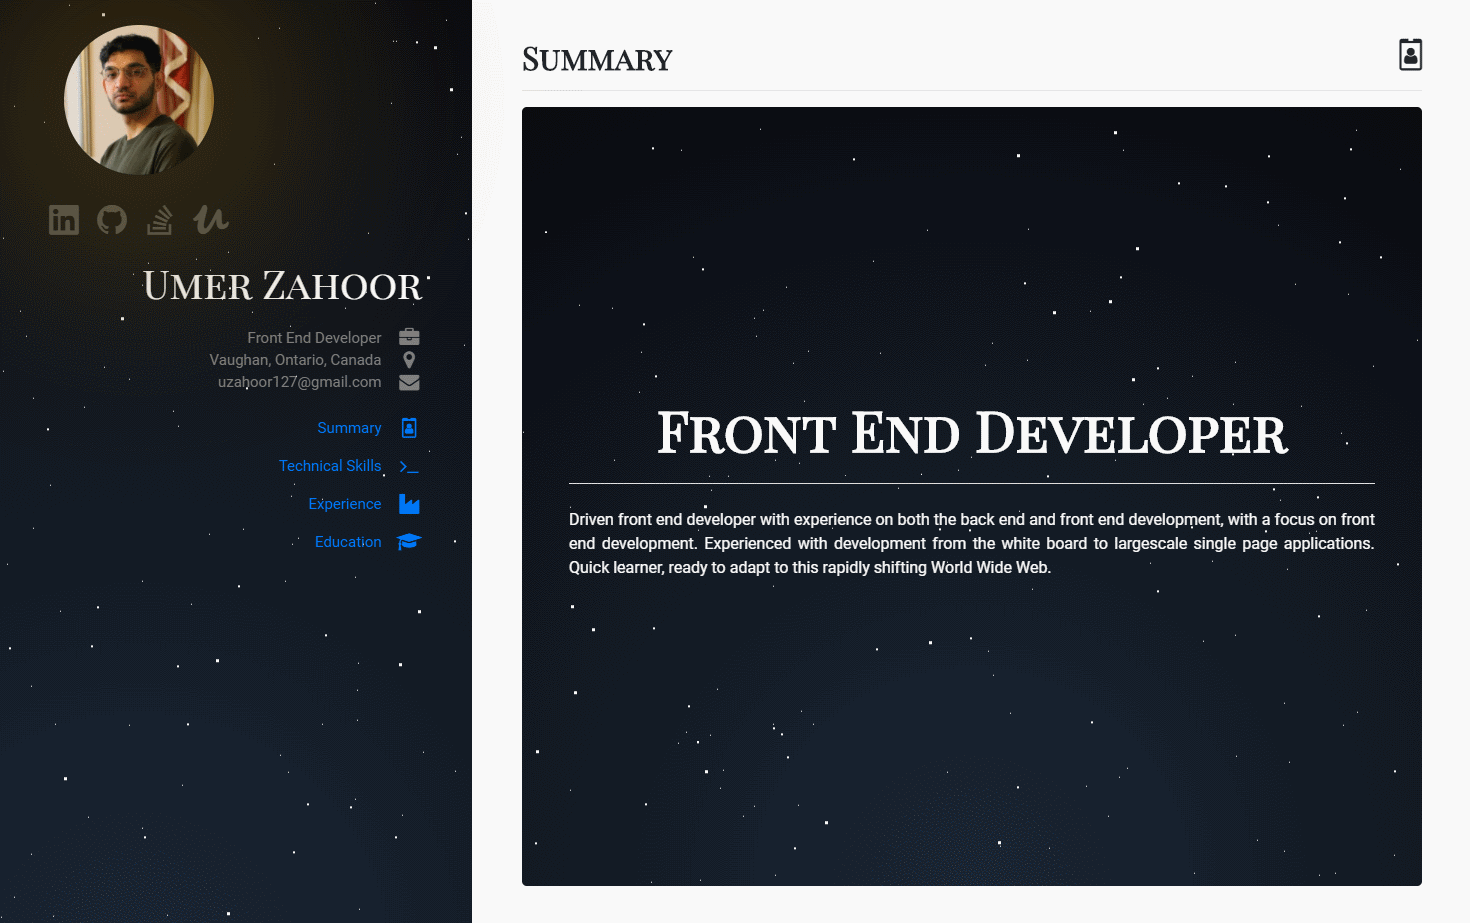 Umer Zahoor
Front End Developer
Vaughan, Ontario, Canada
uzahoor127@gmail.com
Summary
Technical Skills
Experience
Education
Summary
Front End Developer
Driven front end developer with experience on both the back end and front end development, with a focus on front
end development. Experienced with development from the white board to largescale single page applications.
Quick learner, ready to adapt to this rapidly shifting World Wide Web.